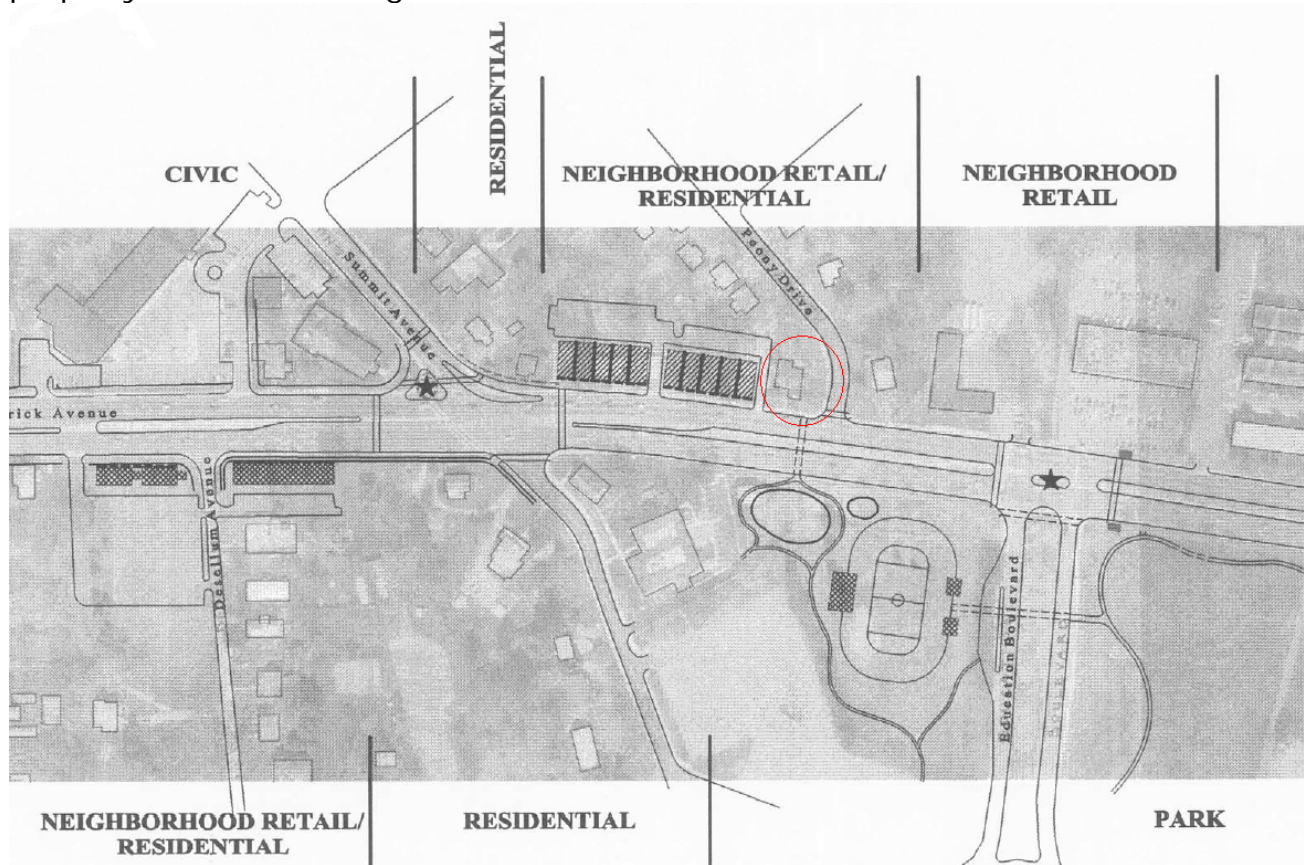 RESIDENTIAL
CIVIC
NEIGHBORHOOD RETAIL/
RESIDENTIAL
NEIGHBORHOOD
RETAIL
Summit Avenue
Peony Drive
rick Avenue
Desellum Avenue
Education Boulevard
BOULEVARD
NEIGHBORHOOD RETAIL/
RESIDENTIAL
RESIDENTIAL
PARK